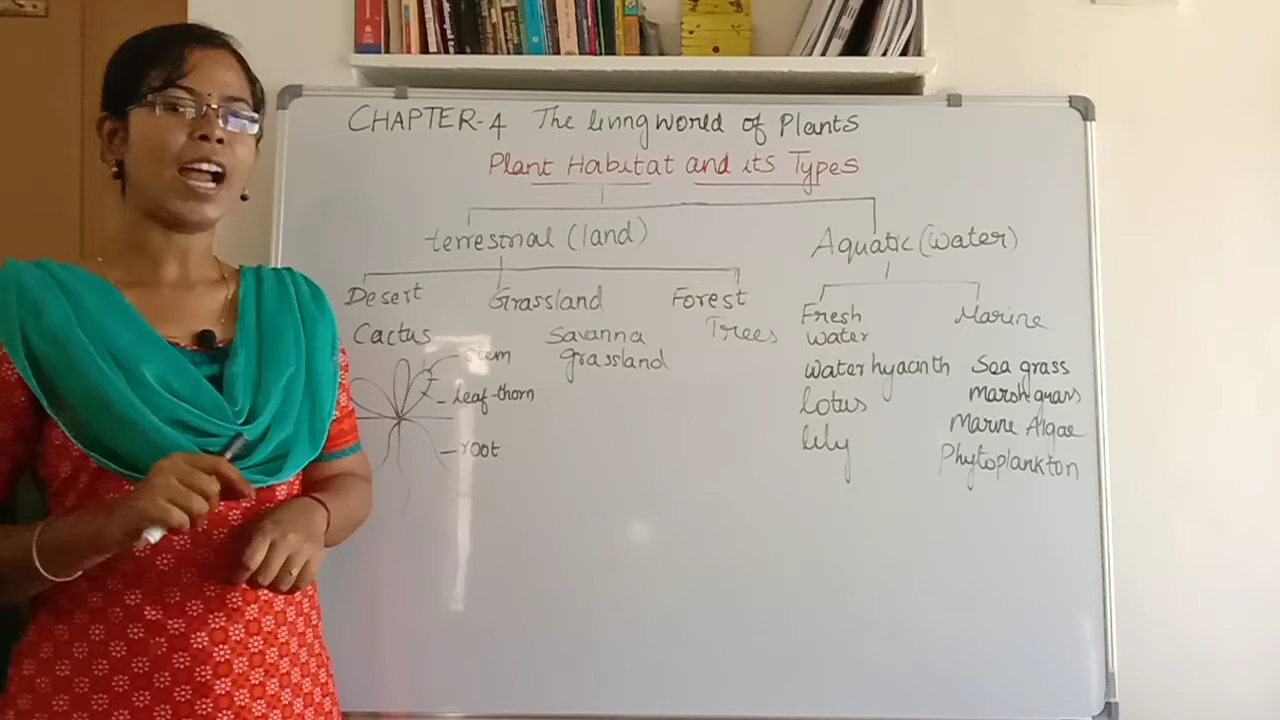 CHAPTER-4 The living world of Plants
Plant Habitat and its Types
terrestrial (land)
Aquatic (water)
Desert
Grassland
Forest
Fresh
water
Marine
Cactus
Savanna
grassland
Trees
stem
leaf-thorn
root
water hyacinth
lotus
lily
Sea grass
marsh grass
Marine Algae
Phytoplankton